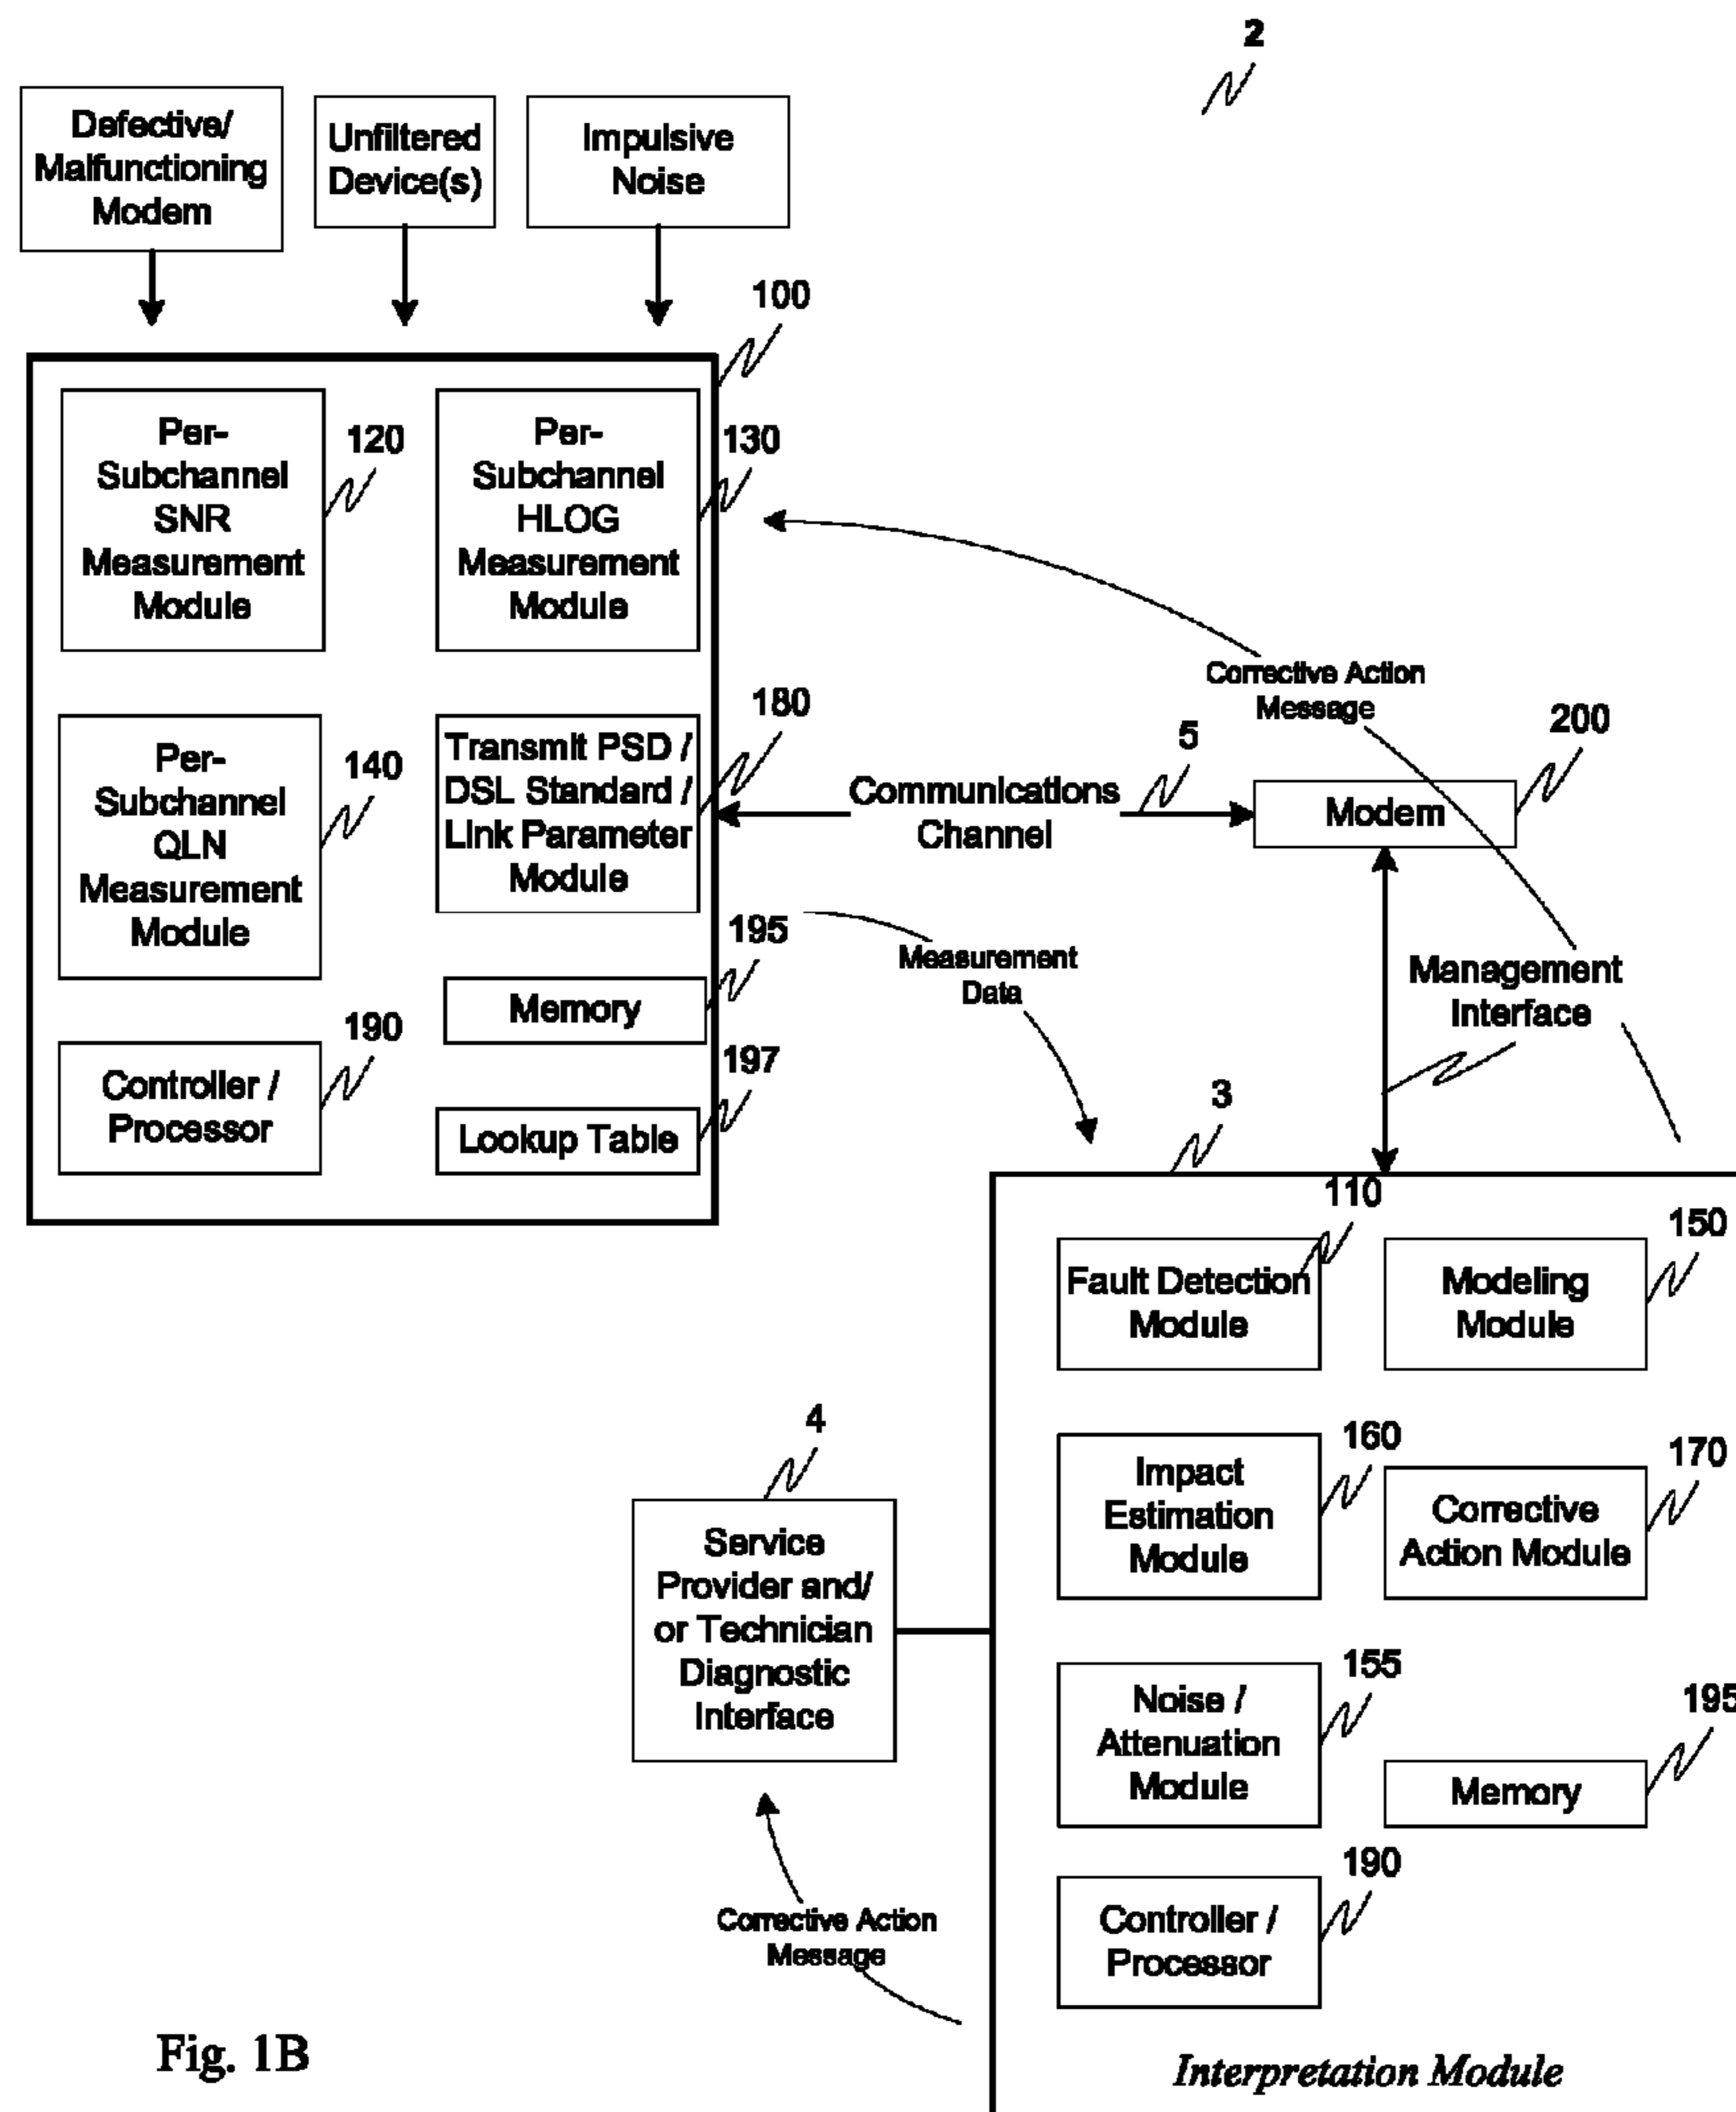 2
Defective/
Malfunctioning
Modem
Unfiltered
Device(s)
Impulsive
Noise
100
Per-
Subchannel
SNR
Measurement
Module
120
Per-
Subchannel
HLOG
Measurement
Module
130
Corrective Action
Message
Per-
Subchannel
QLN
Measurement
Module
140
Transmit PSD /
DSL Standard /
Link Parameter
Module
180
Communications
Channel
5
Modem
200
Measurement
Data
Management
Interface
Memory
195
Controller /
Processor
190
Lookup Table
197
3
Fault Detection
Module
110
Modeling
Module
150
Impact
Estimation
Module
160
Corrective
Action Module
170
4
Service
Provider and/
or Technician
Diagnostic
Interface
Noise /
Attenuation
Module
155
Memory
195
Controller /
Processor
190
Corrective Action
Message
Fig. 1B
Interpretation Module